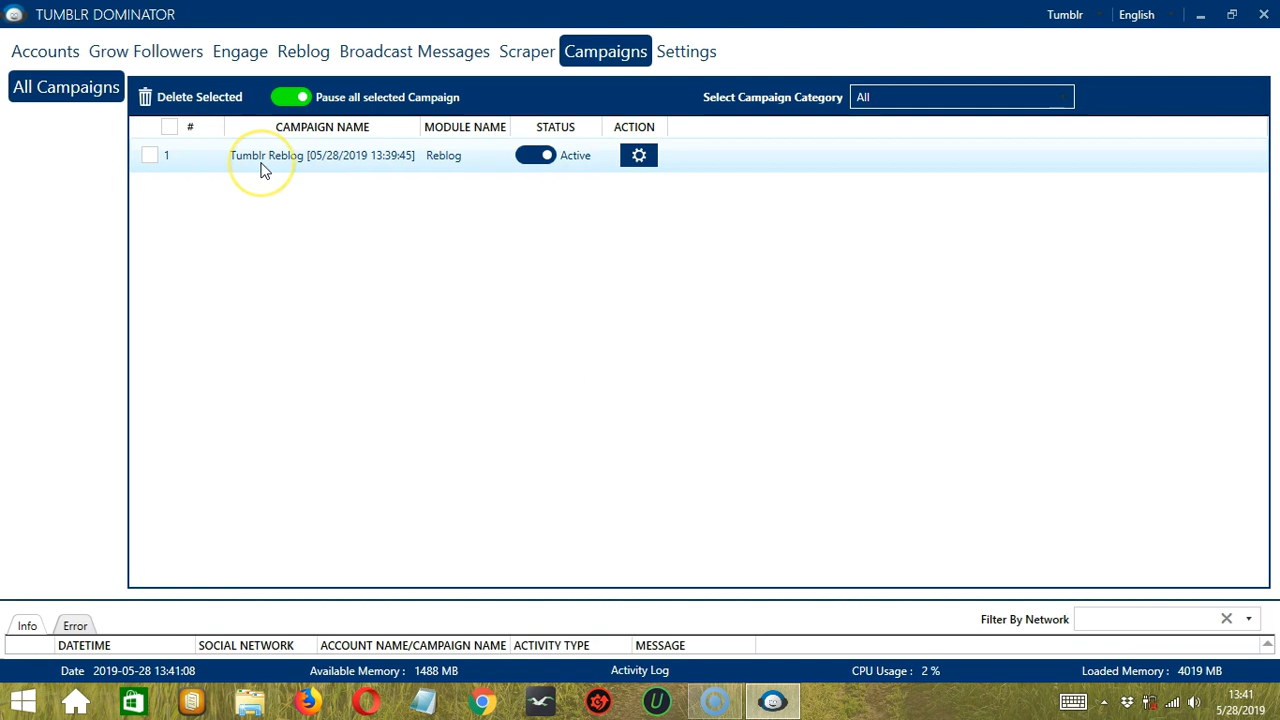 TUMBLR DOMINATOR
Tumblr English
Accounts Grow Followers Engage Reblog Broadcast Messages Scraper Campaigns Settings
All Campaigns
Delete Selected Pause all selected Campaign Select Campaign Category All
# CAMPAIGN NAME MODULE NAME STATUS ACTION
1 Tumblr Reblog [05/28/2019 13:39:45] Reblog Active
Info Error Filter By Network
DATETIME SOCIAL NETWORK ACCOUNT NAME/CAMPAIGN NAME ACTIVITY TYPE MESSAGE
Date 2019-05-28 13:41:08 Available Memory : 1488 MB Activity Log CPU Usage : 2 % Loaded Memory : 4019 MB
13:41
5/28/2019